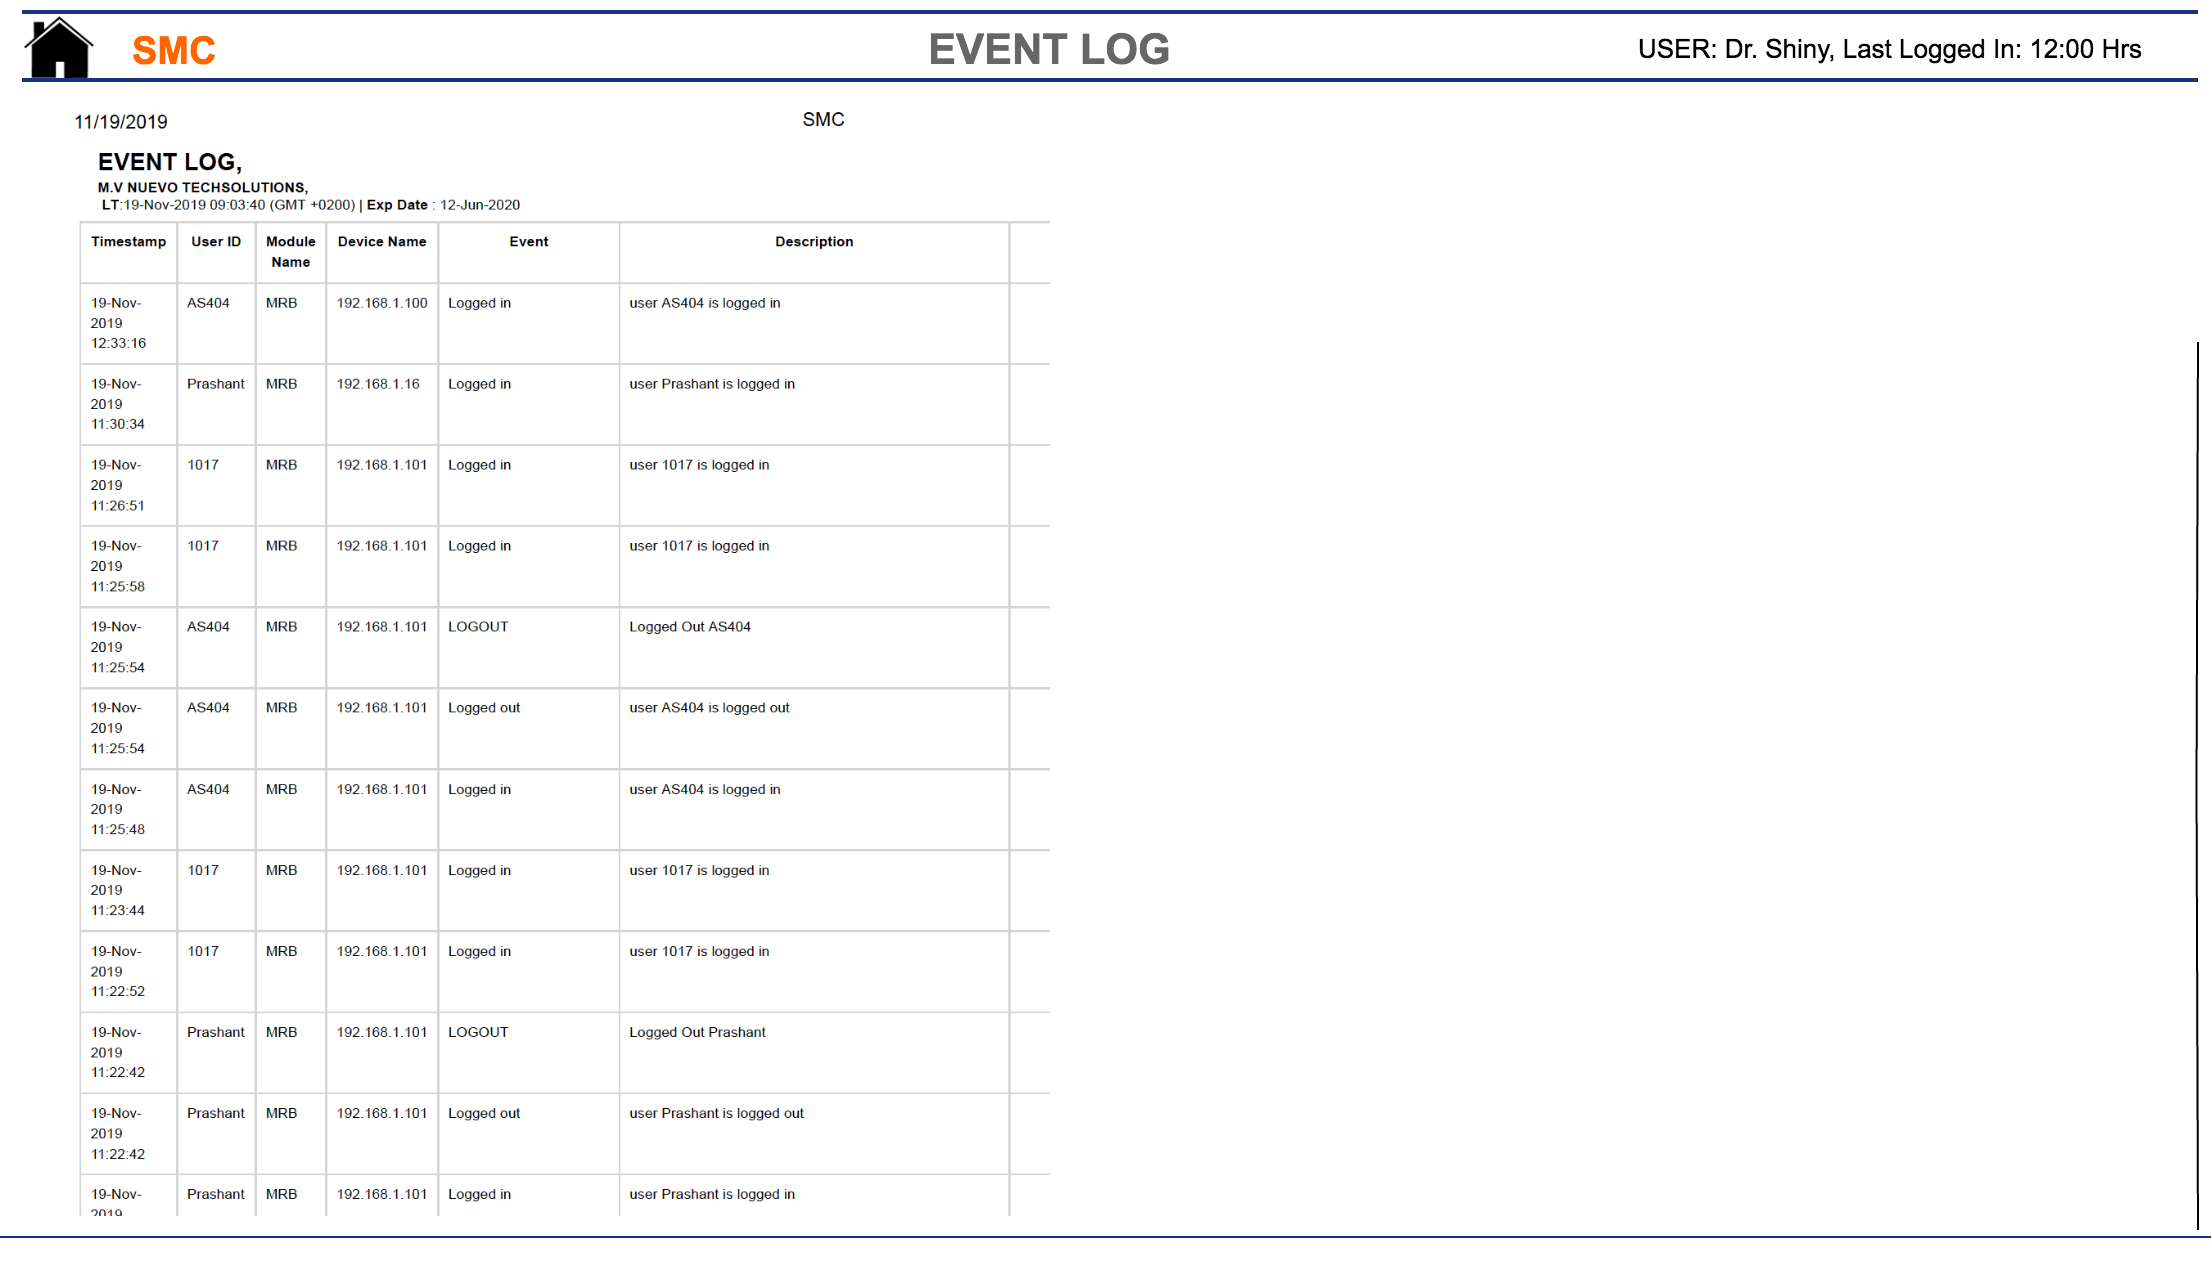 SMC EVENT LOG USER: Dr. Shiny, Last Logged In: 12:00 Hrs
11/19/2019 SMC
EVENT LOG,
M.V NUEVO TECHSOLUTIONS,
LT:19-Nov-2019 09:03:40 (GMT +0200) | Exp Date : 12-Jun-2020
Timestamp User ID Module Device Name Event Description
Name
19-Nov- AS404 MRB 192.168.1.100 Logged in user AS404 is logged in
2019
12:33:16
19-Nov- Prashant MRB 192.168.1.16 Logged in user Prashant is logged in
2019
11:30:34
19-Nov- 1017 MRB 192.168.1.101 Logged in user 1017 is logged in
2019
11:26:51
19-Nov- 1017 MRB 192.168.1.101 Logged in user 1017 is logged in
2019
11:25:58
19-Nov- AS404 MRB 192.168.1.101 LOGOUT Logged Out AS404
2019
11:25:54
19-Nov- AS404 MRB 192.168.1.101 Logged out user AS404 is logged out
2019
11:25:54
19-Nov- AS404 MRB 192.168.1.101 Logged in user AS404 is logged in
2019
11:25:48
19-Nov- 1017 MRB 192.168.1.101 Logged in user 1017 is logged in
2019
11:23:44
19-Nov- 1017 MRB 192.168.1.101 Logged in user 1017 is logged in
2019
11:22:52
19-Nov- Prashant MRB 192.168.1.101 LOGOUT Logged Out Prashant
2019
11:22:42
19-Nov- Prashant MRB 192.168.1.101 Logged out user Prashant is logged out
2019
11:22:42
19-Nov- Prashant MRB 192.168.1.101 Logged in user Prashant is logged in
2019